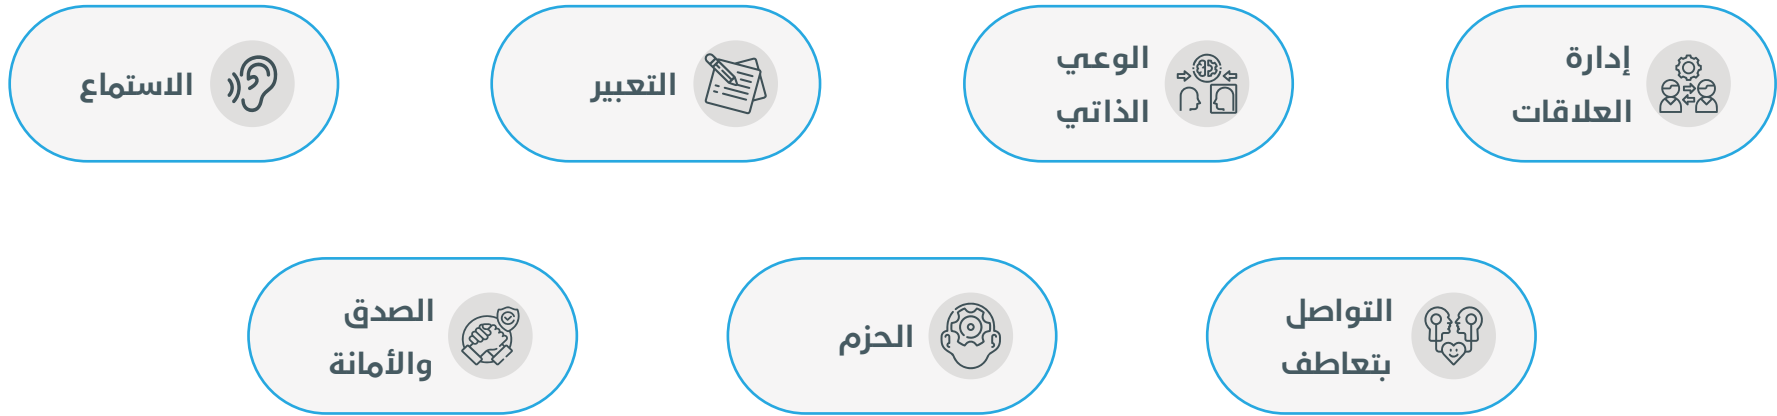 إدارة
العلاقات
الوعي
الذاتي
التعبير
الاستماع
التواصل
بتعاطف
الحزم
الصدق
والأمانة